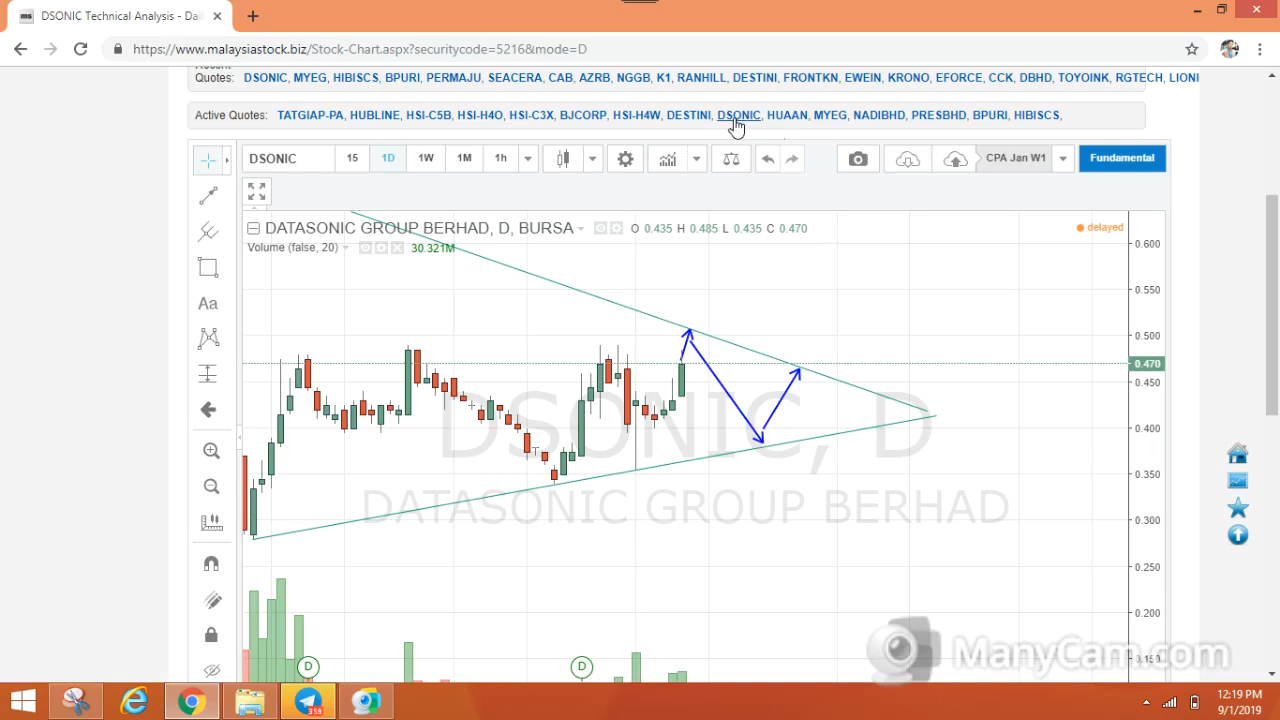 DSONIC Technical Analysis - Dai
https://www.malaysiastock.biz/Stock-Chart.aspx?securitycode=5216&mode=D
Quotes: DSONIC, MYEG, HIBISCS, BPURI, PERMAJU, SEACERA, CAB, AZRB, NGGB, K1, RANHILL, DESTINI, FRONTKN, EWEIN, KRONO, EFORCE, CCK, DBHD, TOYOINK, RGTECH, LIONI
Active Quotes: TATGIAP-PA, HUBLINE, HSI-C5B, HSI-H4O, HSI-C3X, BJCORP, HSI-H4W, DESTINI, DSONIC, HUAAN, MYEG, NADIBHD, PRESBHD, BPURI, HIBISCS,
DSONIC 15 1D 1W 1M 1h CPA Jan W1 Fundamental
DATASONIC GROUP BERHAD, D, BURSA O 0.435 H 0.485 L 0.435 C 0.470 delayed
Volume (false, 20) 30.321M
Aa
0.600
0.550
0.500
0.470
0.450
0.400
0.350
0.300
0.250
0.200
0.150
DSONIC, D
DATASONIC GROUP BERHAD
D D
ManyCam.com
358
12:19 PM
9/1/2019